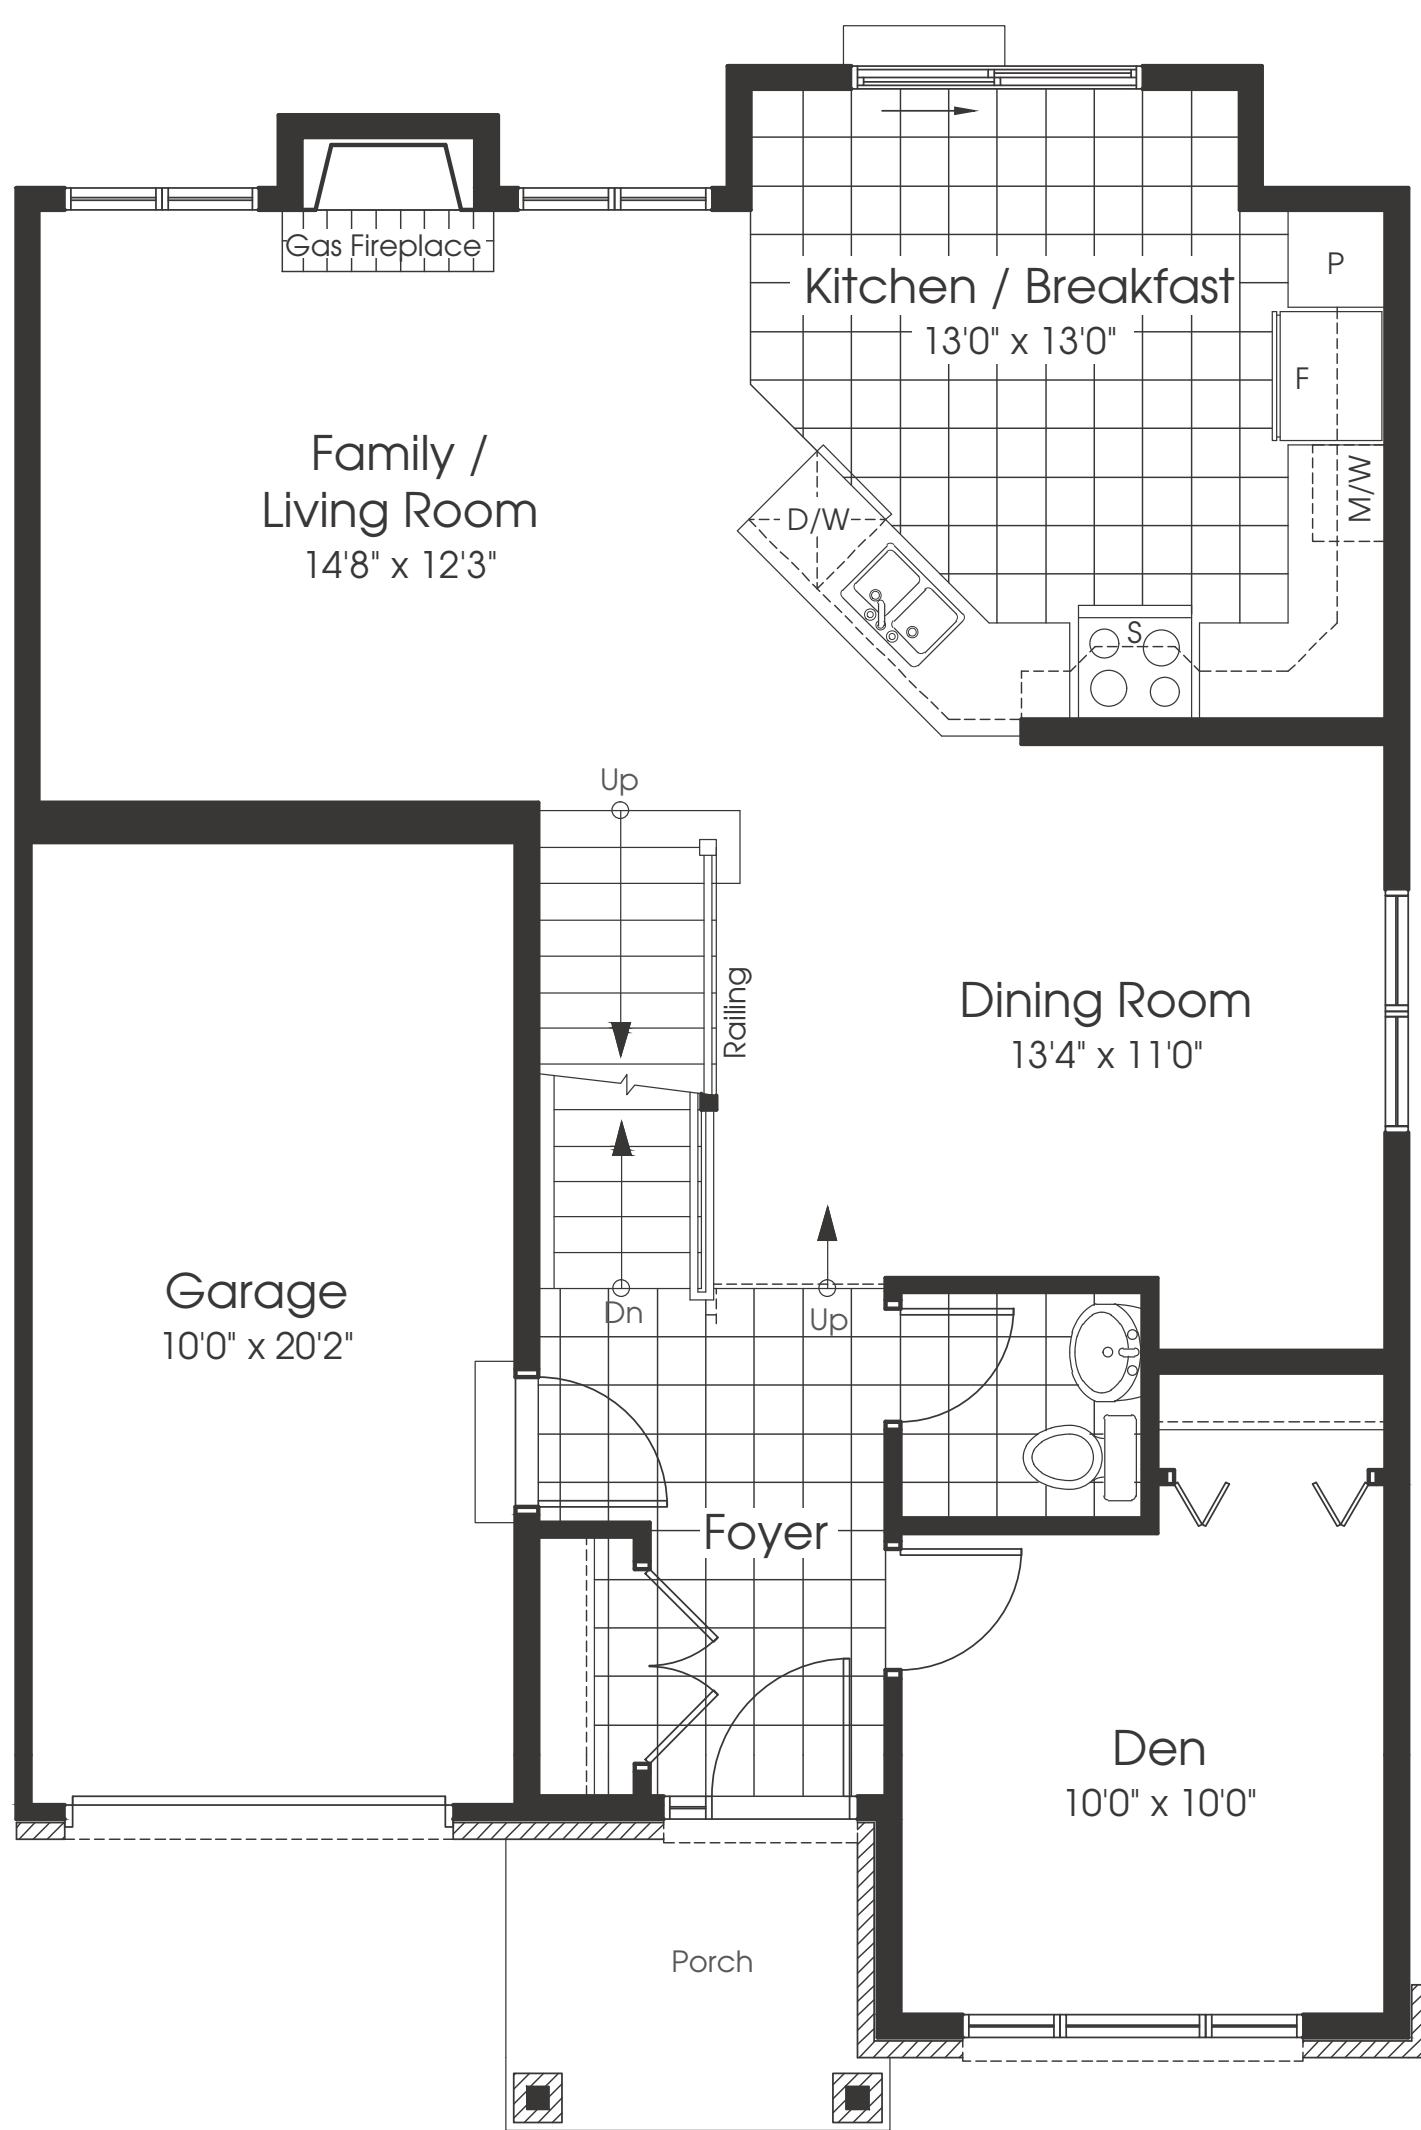 Gas Fireplace
Kitchen / Breakfast
13'0" x 13'0"
P
F
M/W
Family /
Living Room
14'8" x 12'3"
D/W
S
Up
Railing
Dining Room
13'4" x 11'0"
Garage
10'0" x 20'2"
Dn
Up
Foyer
Den
10'0" x 10'0"
Porch